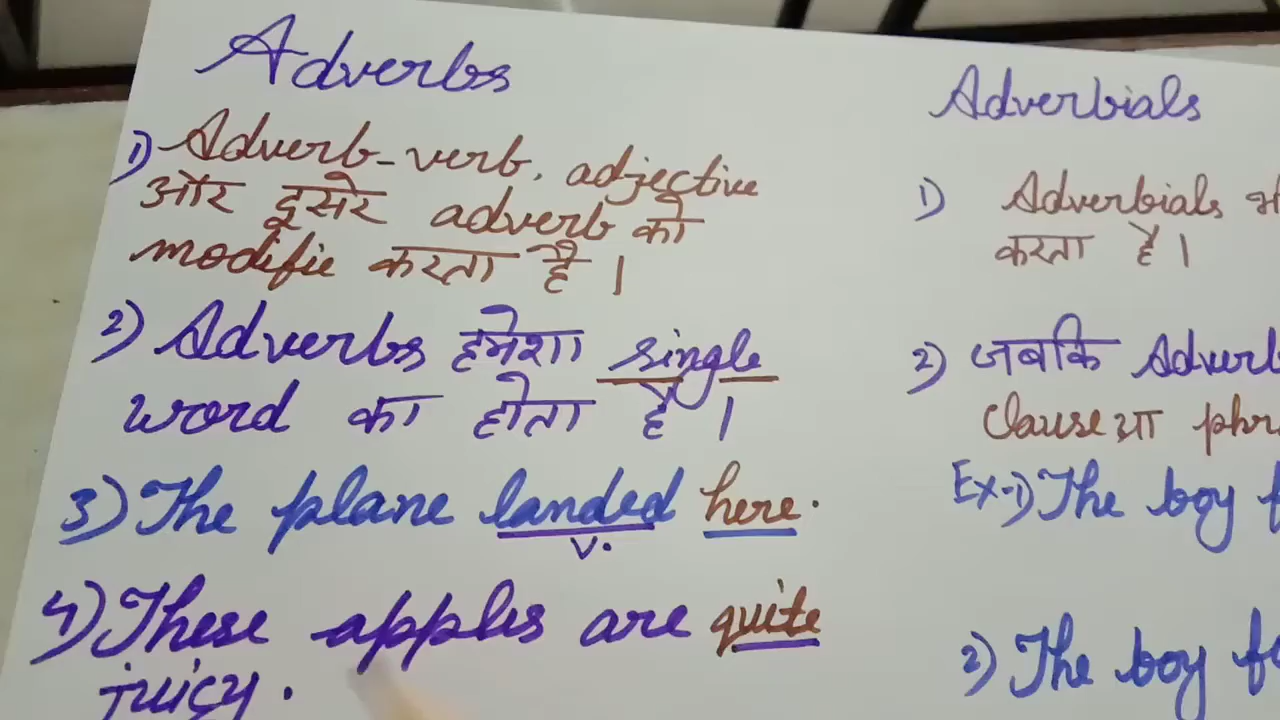 Adverbs
1) Adverb-verb, adjective
और दूसरे adverb को
modifie करता है।
2) Adverbs हमेशा single
word का होता है।
3) The plane landed here.
v.
4) These apples are quite
juicy.
Adverbials
1) Adverbials
करता है।
2) जबकि Adverb
Clause या
Ex-1) The boy
2) The boy